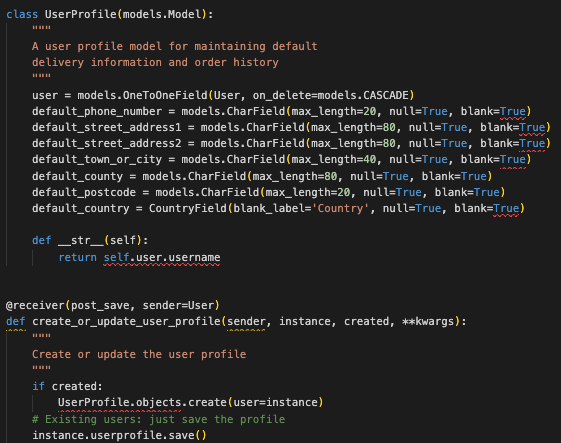 class UserProfile(models.Model):
    """
    A user profile model for maintaining default
    delivery information and order history
    """
    user = models.OneToOneField(User, on_delete=models.CASCADE)
    default_phone_number = models.CharField(max_length=20, null=True, blank=True)
    default_street_address1 = models.CharField(max_length=80, null=True, blank=True)
    default_street_address2 = models.CharField(max_length=80, null=True, blank=True)
    default_town_or_city = models.CharField(max_length=40, null=True, blank=True)
    default_county = models.CharField(max_length=80, null=True, blank=True)
    default_postcode = models.CharField(max_length=20, null=True, blank=True)
    default_country = CountryField(blank_label='Country', null=True, blank=True)

    def __str__(self):
        return self.user.username


@receiver(post_save, sender=User)
def create_or_update_user_profile(sender, instance, created, **kwargs):
    """
    Create or update the user profile
    """
    if created:
        UserProfile.objects.create(user=instance)
    # Existing users: just save the profile
    instance.userprofile.save()